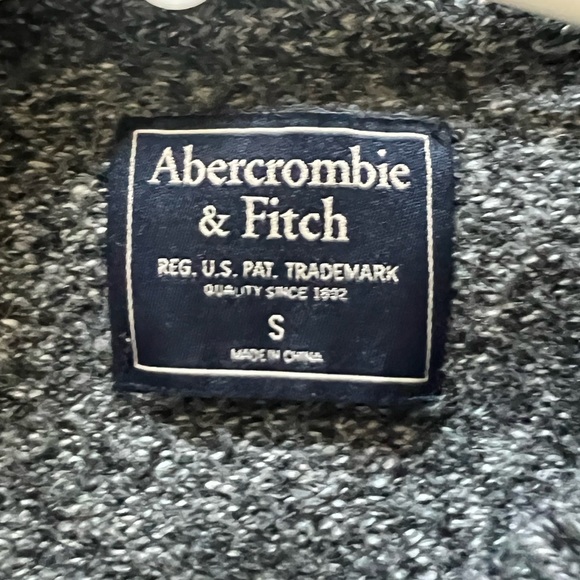 Abercrombie
& Fitch
REG. U.S. PAT. TRADEMARK
QUALITY SINCE 1892
S
MADE IN CHINA